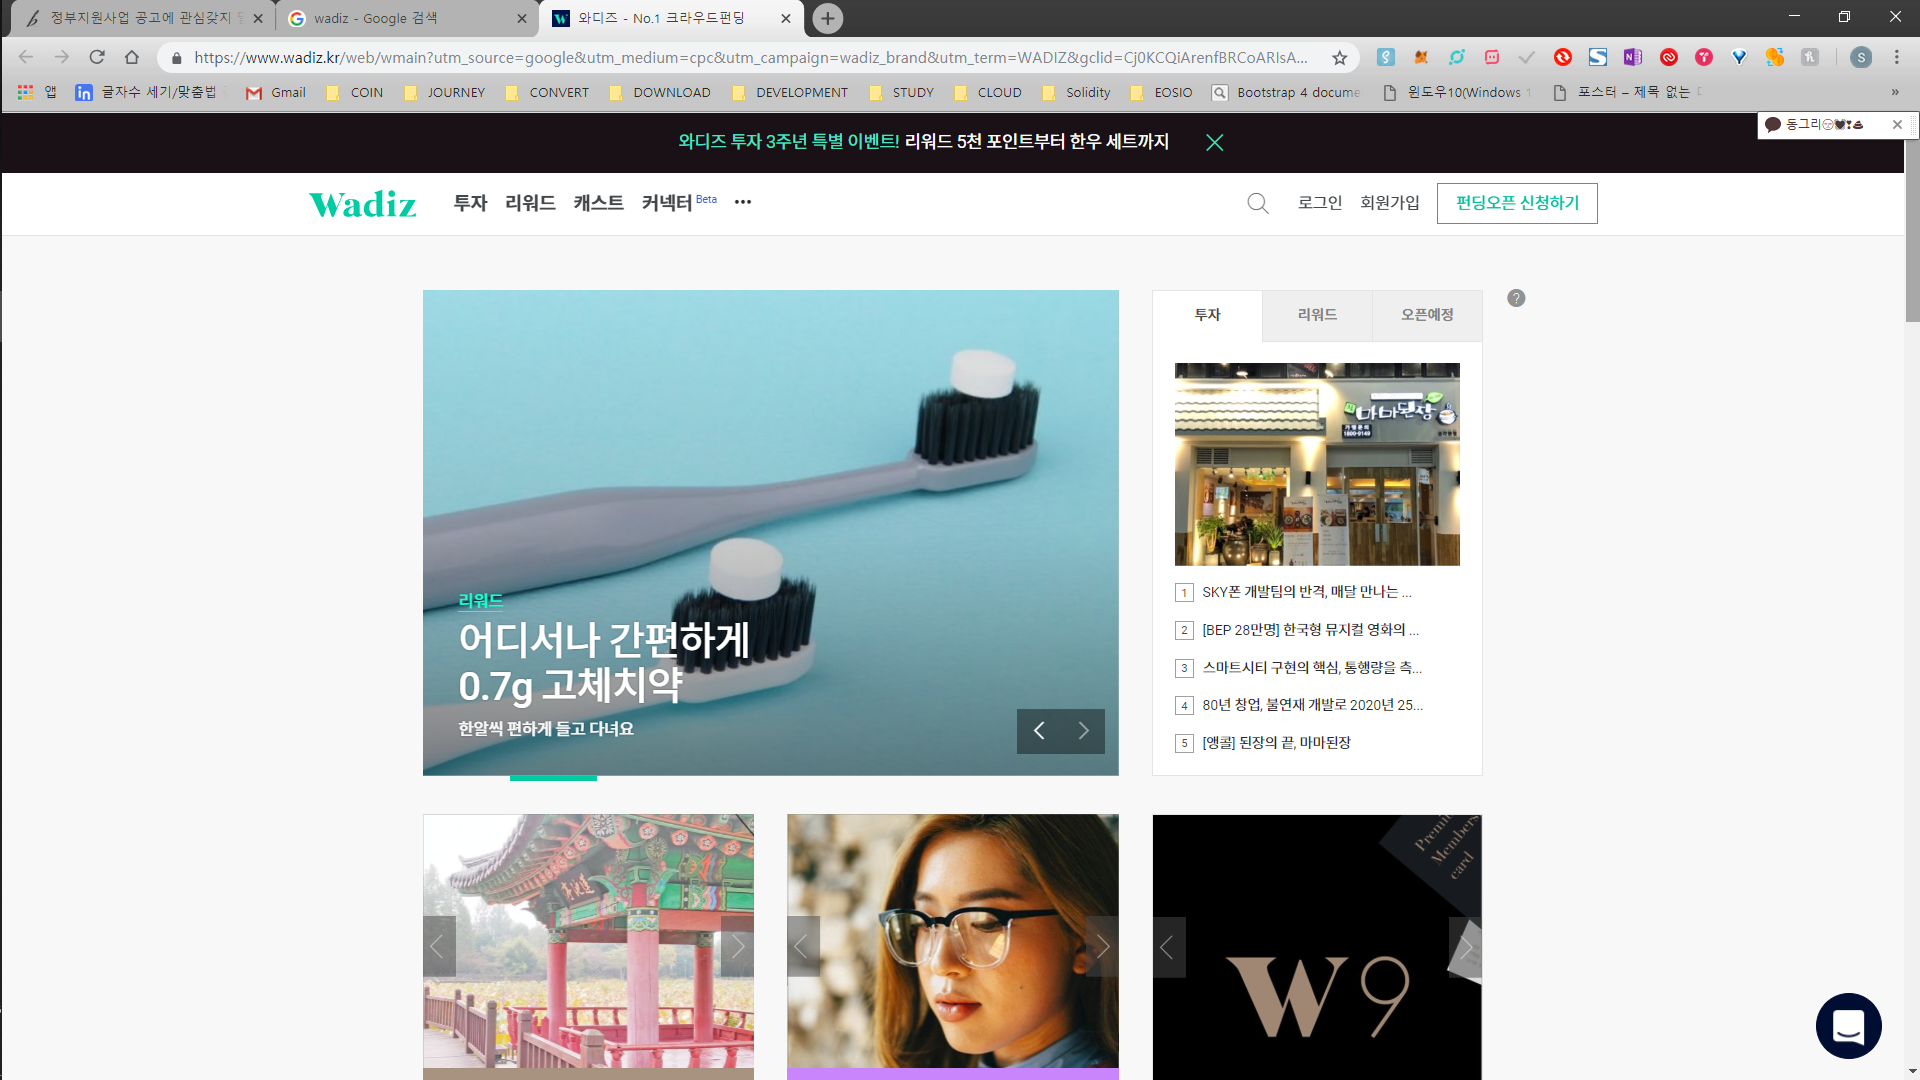 정부지원사업 공고에 관심갖지
wadiz - Google 검색
와디즈 - No.1 크라우드펀딩
https://www.wadiz.kr/web/wmain?utm_source=google&utm_medium=cpc&utm_campaign=wadiz_brand&utm_term=WADIZ&gclid=Cj0KCQiArenfBRCoARIsA...
S
앱
글자수 세기/맞춤법
Gmail
COIN
JOURNEY
CONVERT
DOWNLOAD
DEVELOPMENT
STUDY
CLOUD
Solidity
EOSIO
Bootstrap 4 docume
윈도우10(Windows 1
포스터 – 제목 없는
»
동그리
와디즈 투자 3주년 특별 이벤트! 리워드 5천 포인트부터 한우 세트까지
Wadiz
투자 리워드 캐스트 커넥터 Beta •••
로그인 회원가입 펀딩오픈 신청하기
투자 리워드 오픈예정
?
마마된장
1800-9149
리워드
어디서나 간편하게
0.7g 고체치약
한알씩 편하게 들고 다녀요
1 SKY폰 개발팀의 반격, 매달 만나는 ...
2 [BEP 28만명] 한국형 뮤지컬 영화의 ...
3 스마트시티 구현의 핵심, 통행량을 측...
4 80년 창업, 불연재 개발로 2020년 25...
5 [앵콜] 된장의 끝, 마마된장
Members
card
W9